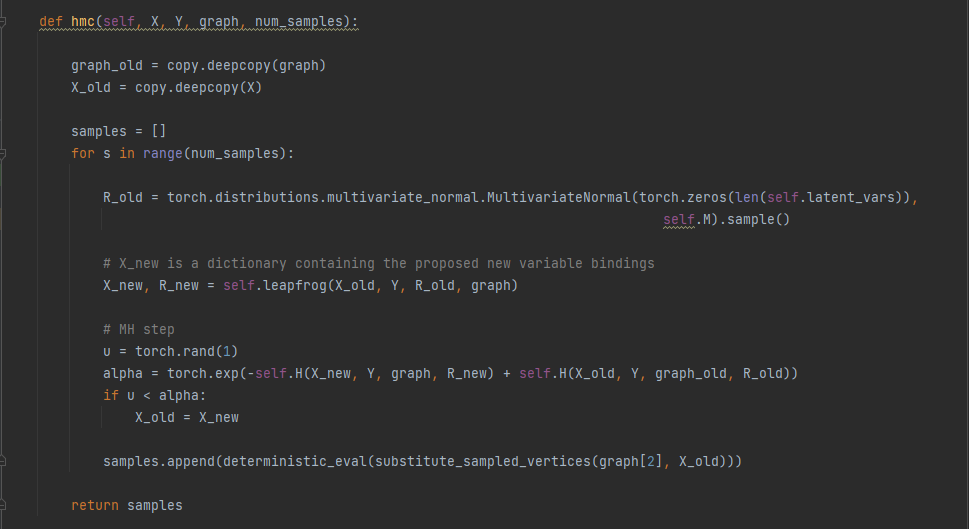 def hmc(self, X, Y, graph, num_samples):
graph_old = copy.deepcopy(graph)
X_old = copy.deepcopy(X)
samples = []
for s in range(num_samples):
R_old = torch.distributions.multivariate_normal.MultivariateNormal(torch.zeros(len(self.latent_vars)),
self.M).sample()
# X_new is a dictionary containing the proposed new variable bindings
X_new, R_new = self.leapfrog(X_old, Y, R_old, graph)
# MH step
u = torch.rand(1)
alpha = torch.exp(-self.H(X_new, Y, graph, R_new) + self.H(X_old, Y, graph_old, R_old))
if u < alpha:
X_old = X_new
samples.append(deterministic_eval(substitute_sampled_vertices(graph[2], X_old)))
return samples